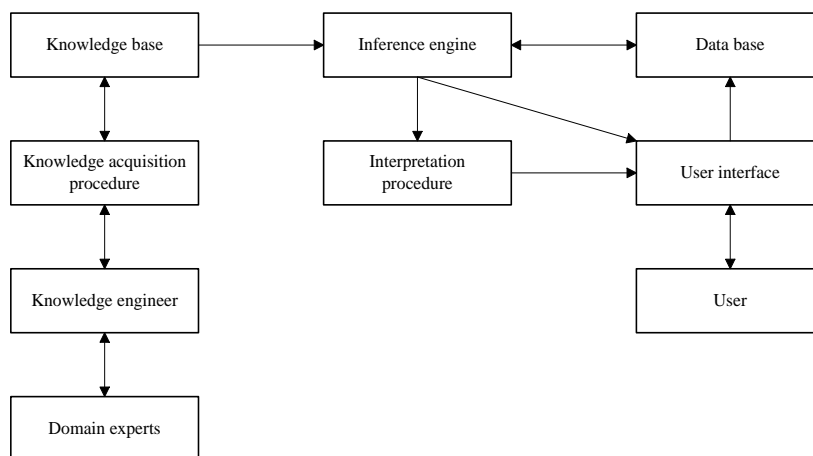 Knowledge base
Inference engine
Data base
Knowledge acquisition
procedure
Interpretation
procedure
User interface
Knowledge engineer
User
Domain experts